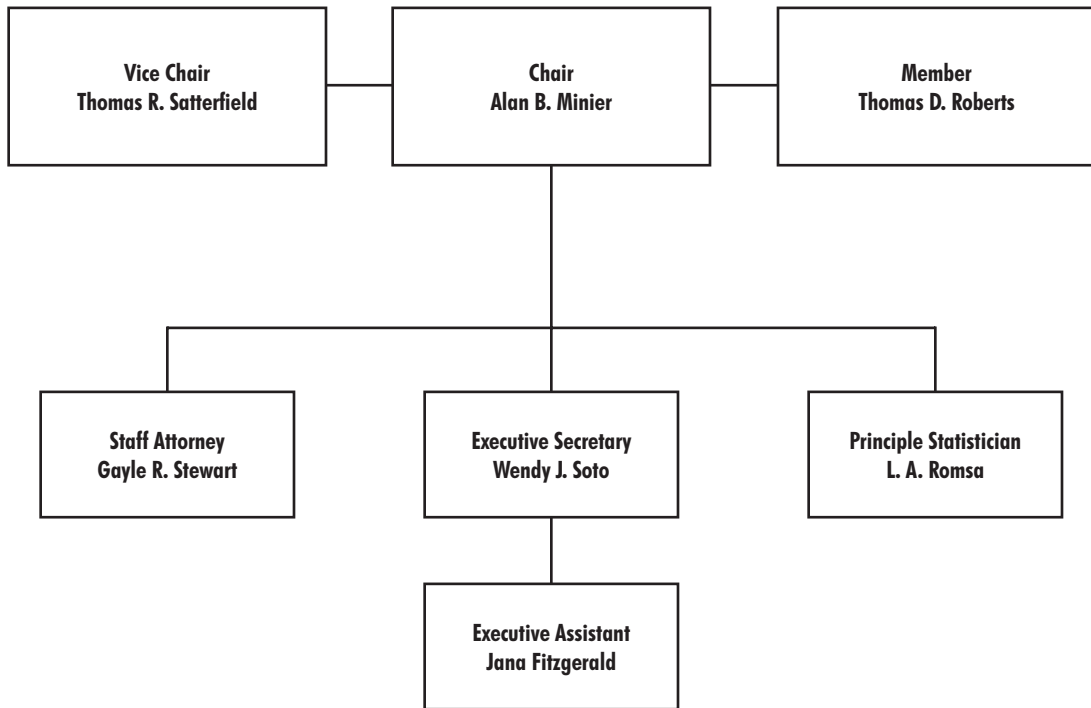 Vice Chair
Thomas R. Satterfield
Chair
Alan B. Minier
Member
Thomas D. Roberts
Staff Attorney
Gayle R. Stewart
Executive Secretary
Wendy J. Soto
Principle Statistician
L. A. Romsa
Executive Assistant
Jana Fitzgerald